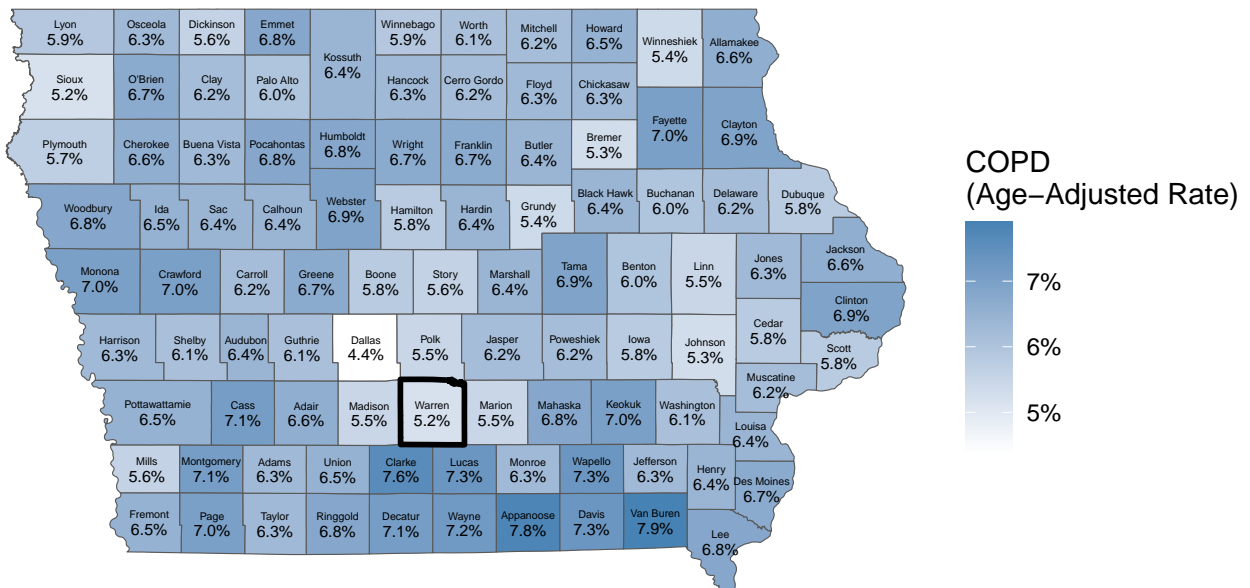 Lyon
5.9%
Osceola
6.3%
Dickinson
5.6%
Emmet
6.8%
Kossuth
6.4%
Winnebago
5.9%
Worth
6.1%
Mitchell
6.2%
Howard
6.5%
Winneshiek
5.4%
Allamakee
6.6%
Sioux
5.2%
O'Brien
6.7%
Clay
6.2%
Palo Alto
6.0%
Hancock
6.3%
Cerro Gordo
6.2%
Floyd
6.3%
Chickasaw
6.3%
Fayette
7.0%
Clayton
6.9%
Plymouth
5.7%
Cherokee
6.6%
Buena Vista
6.3%
Pocahontas
6.8%
Humboldt
6.8%
Wright
6.7%
Franklin
6.7%
Butler
6.4%
Bremer
5.3%
Woodbury
6.8%
Ida
6.5%
Sac
6.4%
Calhoun
6.4%
Webster
6.9%
Hamilton
5.8%
Hardin
6.4%
Grundy
5.4%
Black Hawk
6.4%
Buchanan
6.0%
Delaware
6.2%
Dubuque
5.8%
Monona
7.0%
Crawford
7.0%
Carroll
6.2%
Greene
6.7%
Boone
5.8%
Story
5.6%
Marshall
6.4%
Tama
6.9%
Benton
6.0%
Linn
5.5%
Jones
6.3%
Jackson
6.6%
Clinton
6.9%
Harrison
6.3%
Shelby
6.1%
Audubon
6.4%
Guthrie
6.1%
Dallas
4.4%
Polk
5.5%
Jasper
6.2%
Poweshiek
6.2%
Iowa
5.8%
Johnson
5.3%
Cedar
5.8%
Scott
5.8%
Muscatine
6.2%
Pottawattamie
6.5%
Cass
7.1%
Adair
6.6%
Madison
5.5%
Warren
5.2%
Marion
5.5%
Mahaska
6.8%
Keokuk
7.0%
Washington
6.1%
Louisa
6.4%
Mills
5.6%
Montgomery
7.1%
Adams
6.3%
Union
6.5%
Clarke
7.6%
Lucas
7.3%
Monroe
6.3%
Wapello
7.3%
Jefferson
6.3%
Henry
6.4%
Des Moines
6.7%
Fremont
6.5%
Page
7.0%
Taylor
6.3%
Ringgold
6.8%
Decatur
7.1%
Wayne
7.2%
Appanoose
7.8%
Davis
7.3%
Van Buren
7.9%
Lee
6.8%
COPD
(Age−Adjusted Rate)
7%
6%
5%